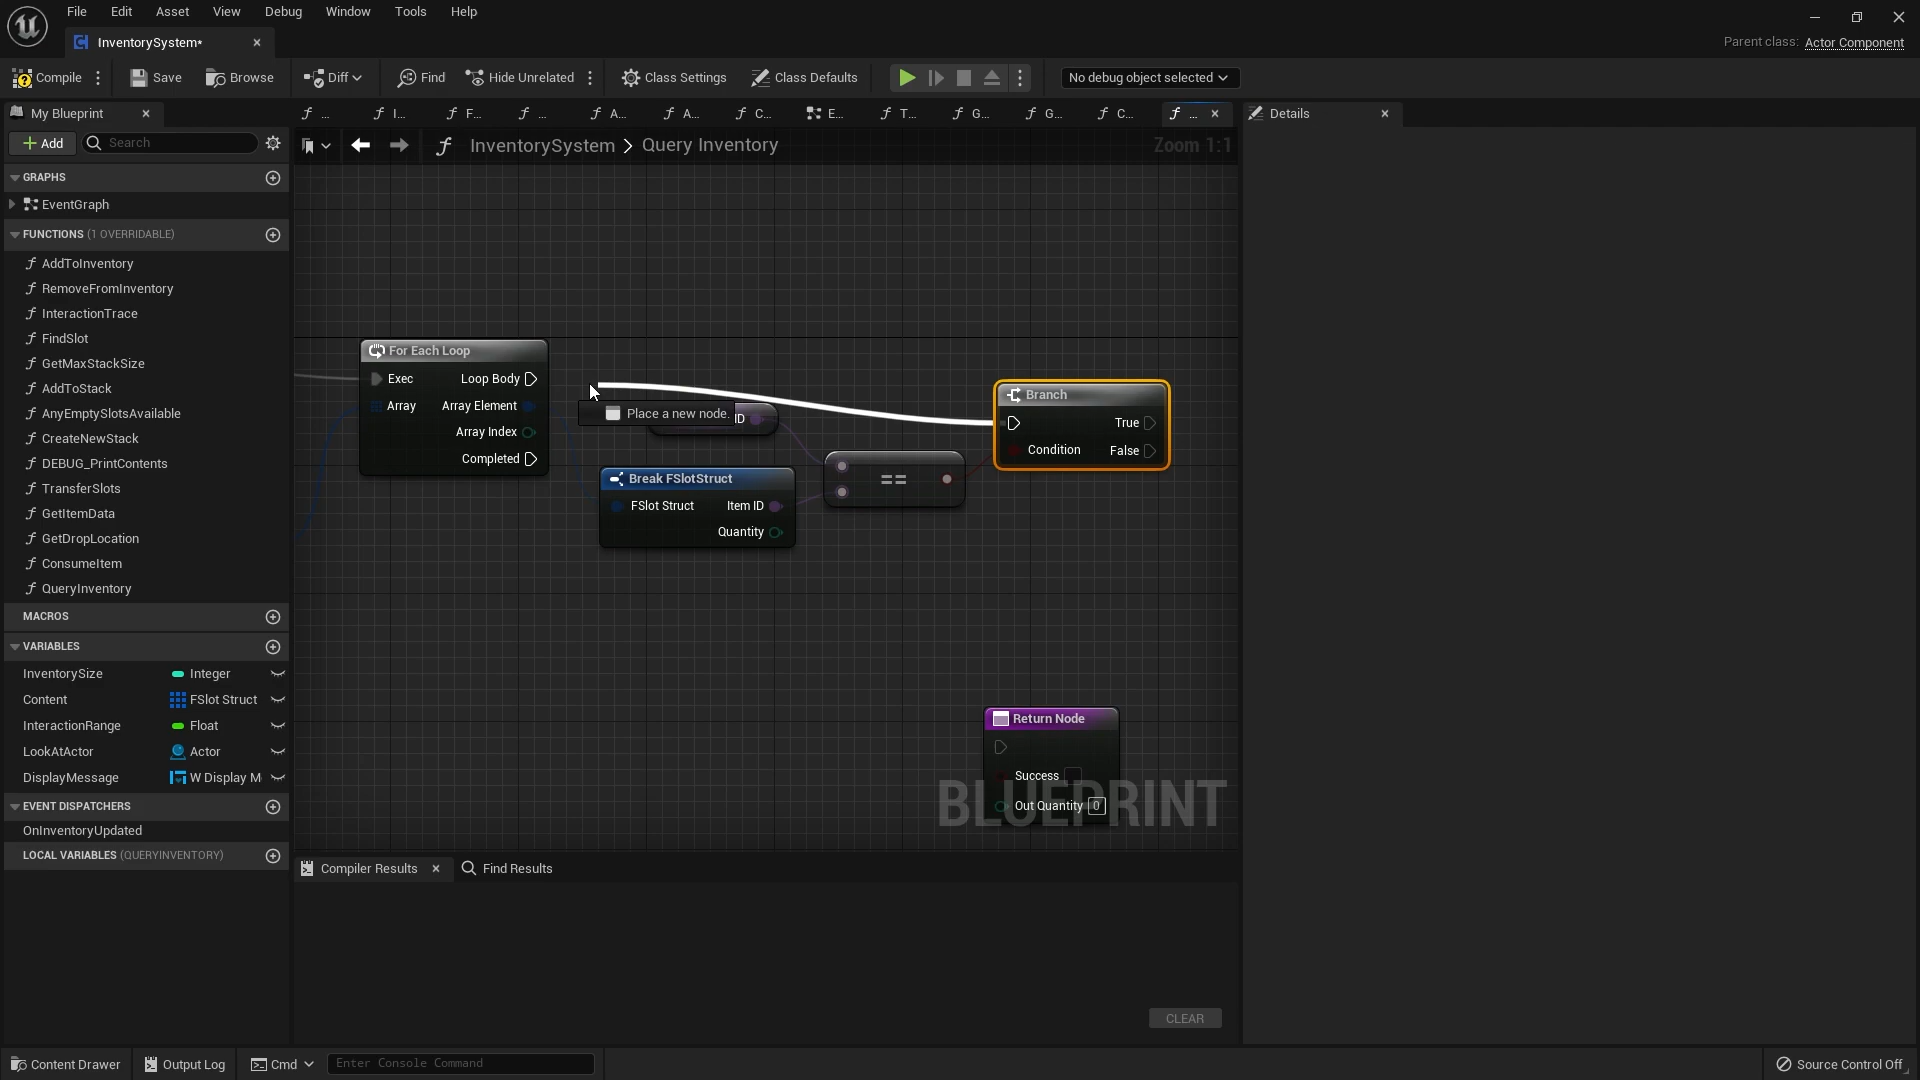 File Edit Asset View Debug Window Tools Help
InventorySystem*
Parent class: Actor Component
Compile Save Browse Diff Find Hide Unrelated Class Settings Class Defaults No debug object selected
My Blueprint
... I... F... ... A... A... C... E... T... G... G... C... ...
Details
Add Search
InventorySystem > Query Inventory
Zoom 1:1
GRAPHS
EventGraph
FUNCTIONS (1 OVERRIDABLE)
AddToInventory
RemoveFromInventory
InteractionTrace
FindSlot
GetMaxStackSize
AddToStack
AnyEmptySlotsAvailable
CreateNewStack
DEBUG_PrintContents
TransferSlots
GetItemData
GetDropLocation
ConsumeItem
QueryInventory
MACROS
VARIABLES
InventorySize Integer
Content FSlot Struct
InteractionRange Float
LookAtActor Actor
DisplayMessage W Display M
EVENT DISPATCHERS
OnInventoryUpdated
LOCAL VARIABLES (QUERYINVENTORY)
For Each Loop
Exec Loop Body
Array Array Element
Array Index
Completed
Place a new node.
ID
Break FSlotStruct
FSlot Struct Item ID
Quantity
==
Branch
True
Condition False
Return Node
Success
Out Quantity 0
BLUEPRINT
Compiler Results Find Results
CLEAR
Content Drawer Output Log Cmd Enter Console Command Source Control Off